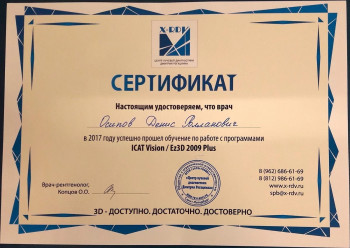 X-RDV
СЕРТИФИКАТ
Настоящим удостоверяем, что врач
Осипов Денис Романович
в 2017 году успешно прошел обучение по работе с программами
ICAT Vision / Ez3D 2009 Plus
Врач-рентгенолог,
Копцов О.О.
8 (962) 686-61-69
8 (812) 986-61-69
www.x-rdv.ru
spb@x-rdv.ru
3D - ДОСТУПНО. ДОСТАТОЧНО. ДОСТОВЕРНО